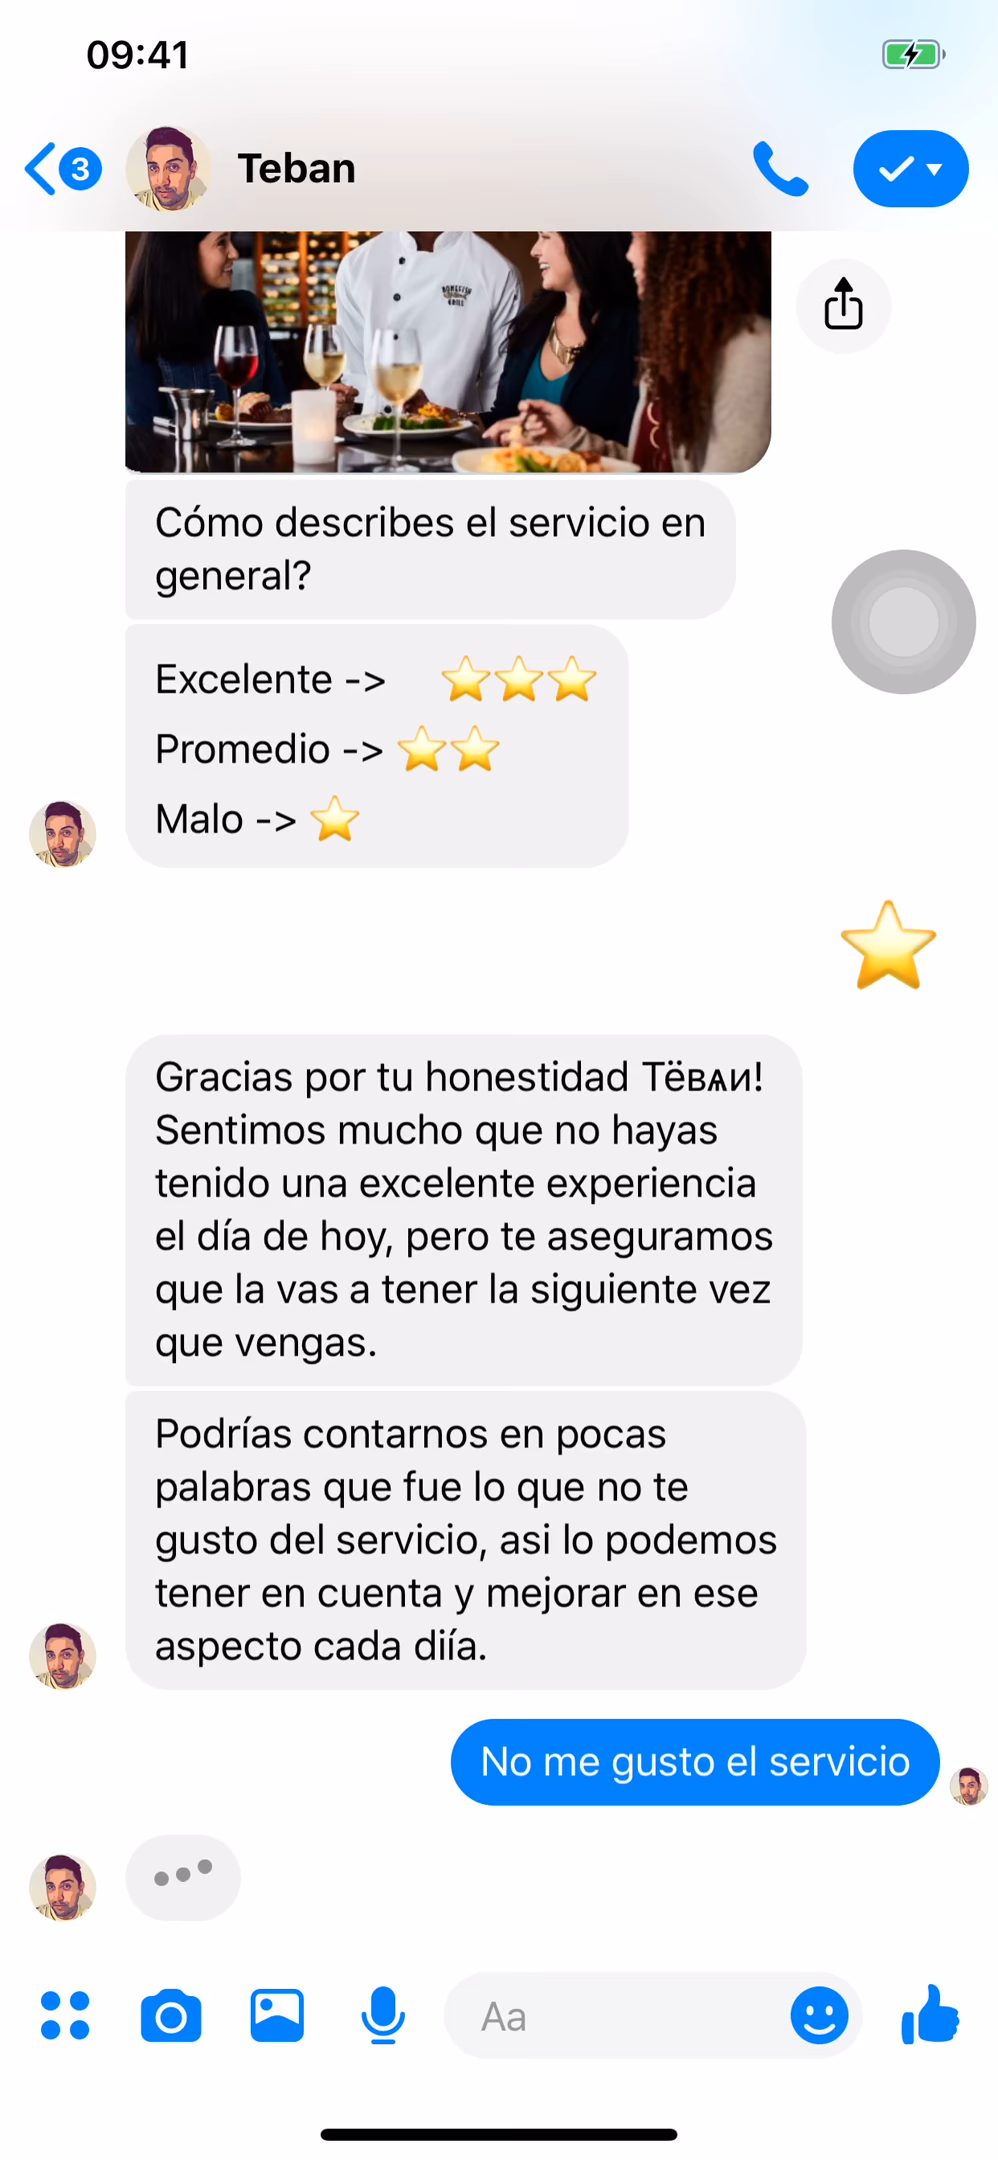 09:41
3
Teban
BONEFISH
GRILL
Cómo describes el servicio en
general?
Excelente -> ⭐⭐⭐
Promedio -> ⭐⭐
Malo -> ⭐
⭐
Gracias por tu honestidad Тёвѧи!
Sentimos mucho que no hayas
tenido una excelente experiencia
el día de hoy, pero te aseguramos
que la vas a tener la siguiente vez
que vengas.
Podrías contarnos en pocas
palabras que fue lo que no te
gusto del servicio, asi lo podemos
tener en cuenta y mejorar en ese
aspecto cada diía.
No me gusto el servicio
Aa